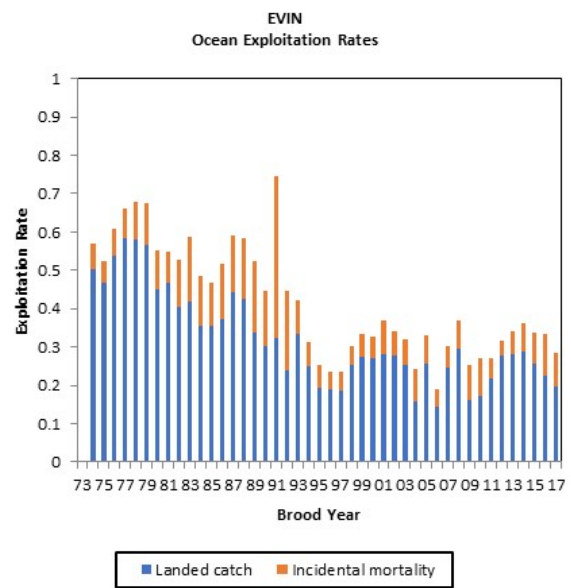 EVIN
Ocean Exploitation Rates
1
0.9
0.8
0.7
0.6
0.5
0.4
0.3
0.2
0.1
0
Exploitation Rate
73 75 77 79 81 83 85 87 89 91 93 95 97 99 01 03 05 07 09 11 13 15 17
Brood Year
Landed catch Incidental mortality